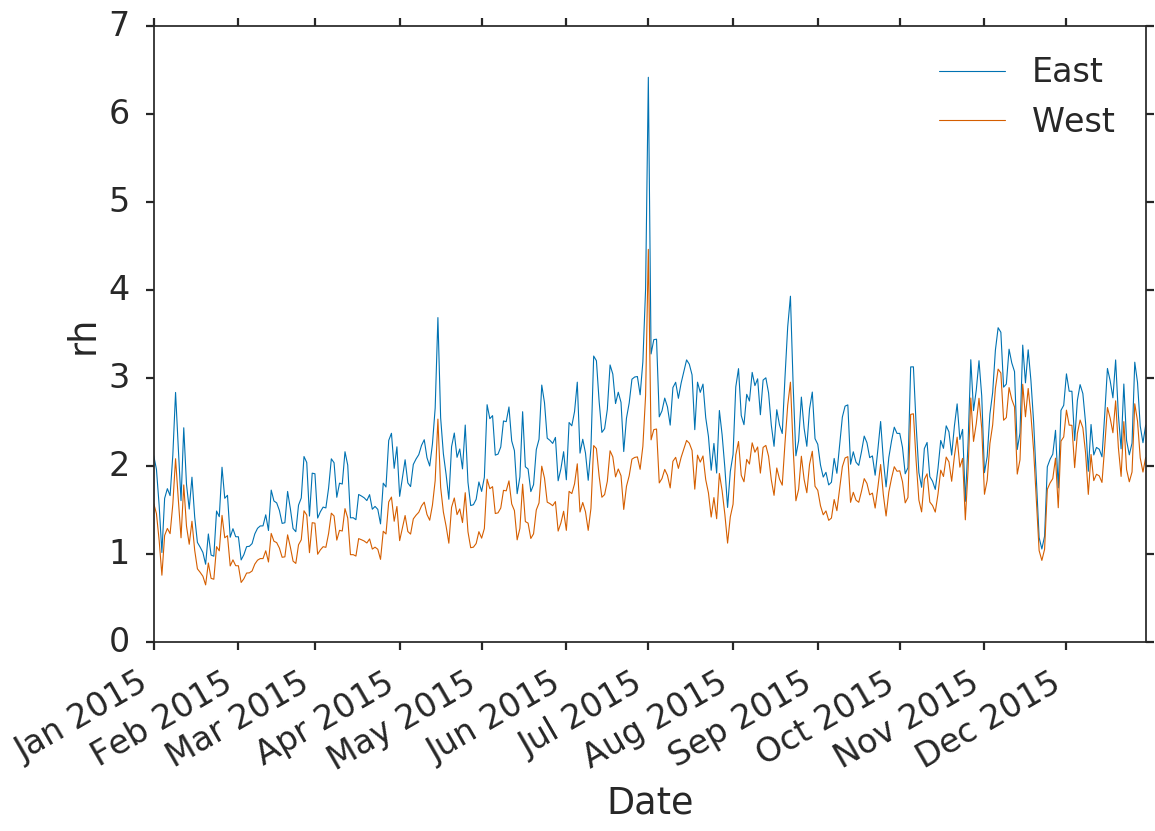 7
6
5
4
3
2
1
0
rh
East
West
Jan 2015
Feb 2015
Mar 2015
Apr 2015
May 2015
Jun 2015
Jul 2015
Aug 2015
Sep 2015
Oct 2015
Nov 2015
Dec 2015
Date